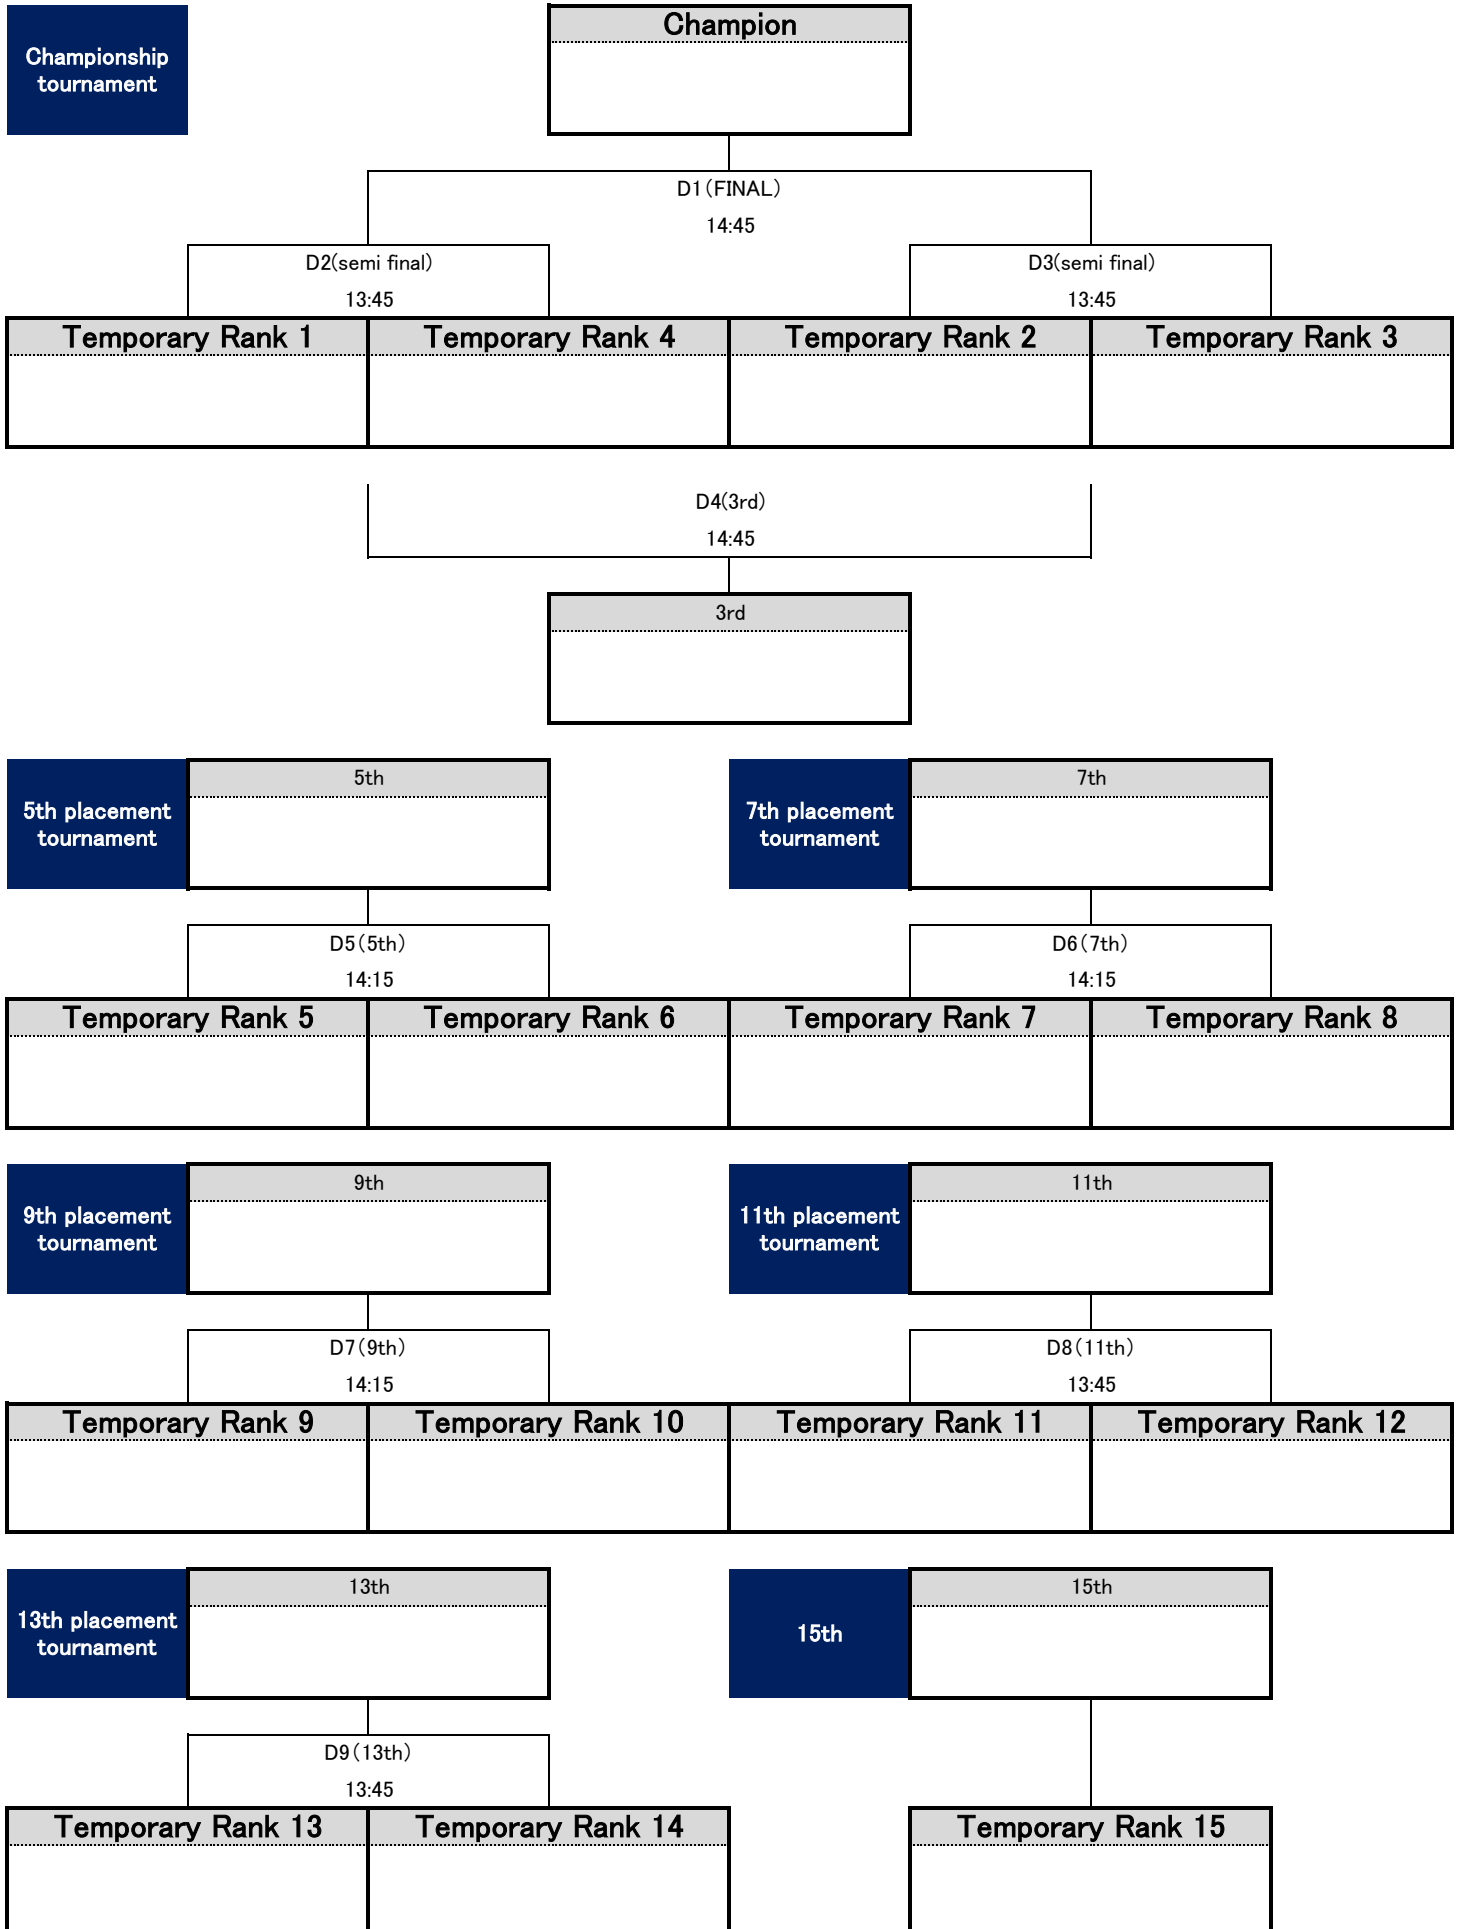 Championship
tournament
Champion
D1（FINAL）
14:45
D2(semi final)
13:45
D3(semi final)
13:45
Temporary Rank 1
Temporary Rank 4
Temporary Rank 2
Temporary Rank 3
D4(3rd)
14:45
3rd
5th placement
tournament
5th
7th placement
tournament
7th
D5（5th）
14:15
D6（7th）
14:15
Temporary Rank 5
Temporary Rank 6
Temporary Rank 7
Temporary Rank 8
9th placement
tournament
9th
11th placement
tournament
11th
D7（9th）
14:15
D8（11th）
13:45
Temporary Rank 9
Temporary Rank 10
Temporary Rank 11
Temporary Rank 12
13th placement
tournament
13th
15th
15th
D9（13th）
13:45
Temporary Rank 13
Temporary Rank 14
Temporary Rank 15